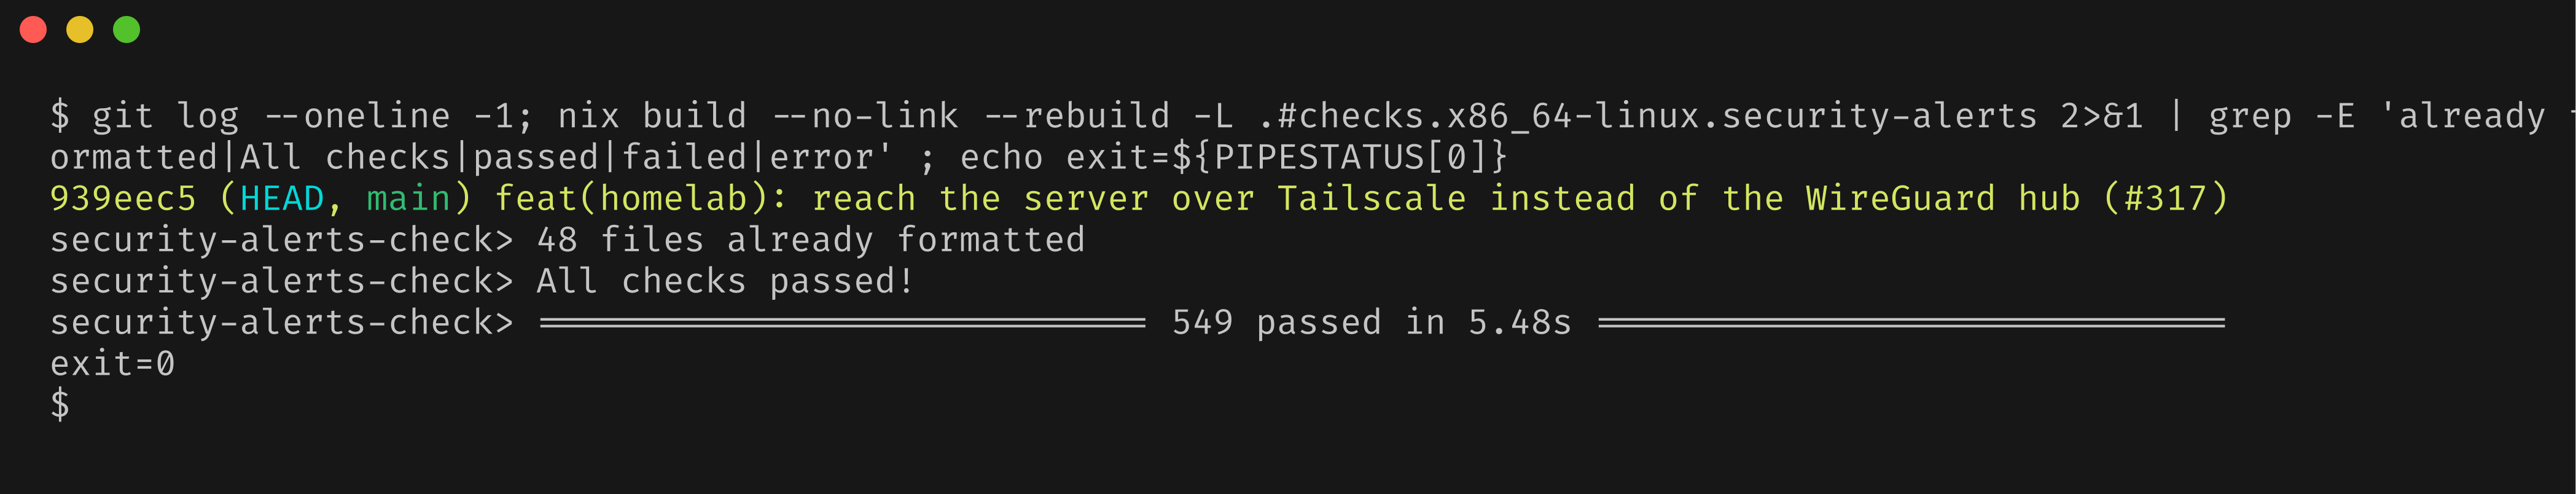 $ git log --oneline -1; nix build --no-link --rebuild -L .#checks.x86_64-linux.security-alerts 2>&1 | grep -E 'already
ormatted|All checks|passed|failed|error' ; echo exit=${PIPESTATUS[0]}
939eec5 (HEAD, main) feat(homelab): reach the server over Tailscale instead of the WireGuard hub (#317)
security-alerts-check> 48 files already formatted
security-alerts-check> All checks passed!
security-alerts-check> ============================= 549 passed in 5.48s ==============================
exit=0
$